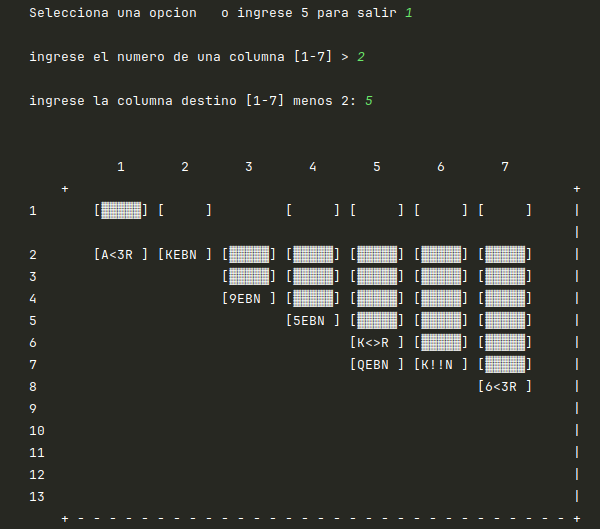 Selecciona una opcion   o ingrese 5 para salir 1
ingrese el numero de una columna [1-7] > 2
ingrese la columna destino [1-7] menos 2: 5
1 2 3 4 5 6 7
+ +
1 [▓▓▓▓▓] [     ] [     ] [     ] [     ] [     ] |
|
2 [A<3R ] [KEBN ] [▓▓▓▓▓] [▓▓▓▓▓] [▓▓▓▓▓] [▓▓▓▓▓] [▓▓▓▓▓] |
3 [▓▓▓▓▓] [▓▓▓▓▓] [▓▓▓▓▓] [▓▓▓▓▓] [▓▓▓▓▓] |
4 [9EBN ] [▓▓▓▓▓] [▓▓▓▓▓] [▓▓▓▓▓] [▓▓▓▓▓] |
5 [5EBN ] [▓▓▓▓▓] [▓▓▓▓▓] [▓▓▓▓▓] |
6 [K<>R ] [▓▓▓▓▓] [▓▓▓▓▓] |
7 [QEBN ] [K!!N ] [▓▓▓▓▓] |
8 [6<3R ] |
9 |
10 |
11 |
12 |
13 |
+ - - - - - - - - - - - - - - - - - - - - - - - - - - - - - - - +